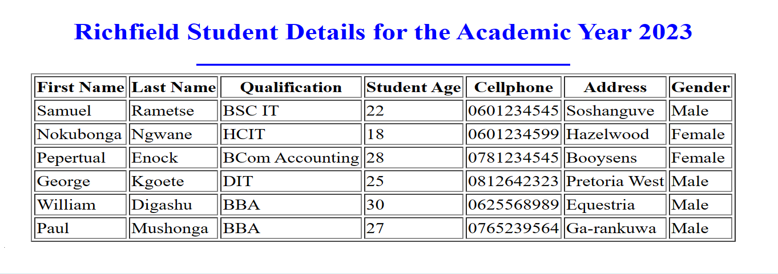 Richfield Student Details for the Academic Year 2023
First Name Last Name Qualification Student Age Cellphone Address Gender
Samuel Rametse BSC IT 22 0601234545 Soshanguve Male
Nokubonga Ngwane HCIT 18 0601234599 Hazelwood Female
Pepertual Enock BCom Accounting 28 0781234545 Booysens Female
George Kgoete DIT 25 0812642323 Pretoria West Male
William Digashu BBA 30 0625568989 Equestria Male
Paul Mushonga BBA 27 0765239564 Ga-rankuwa Male